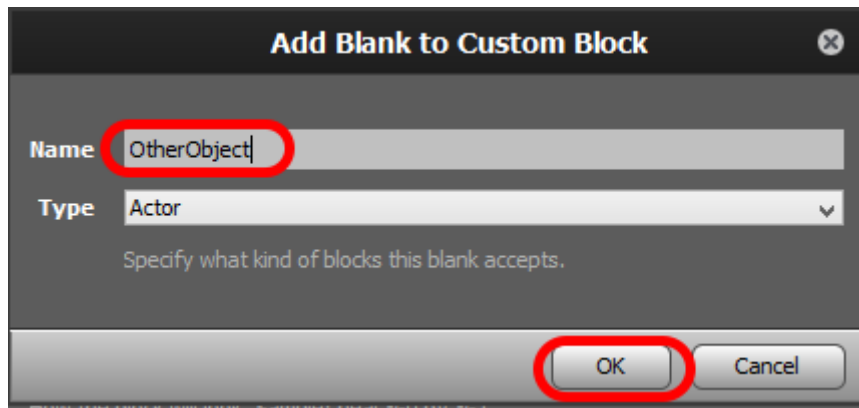 Add Blank to Custom Block
Name OtherObject
Type Actor
Specify what kind of blocks this blank accepts.
OK Cancel